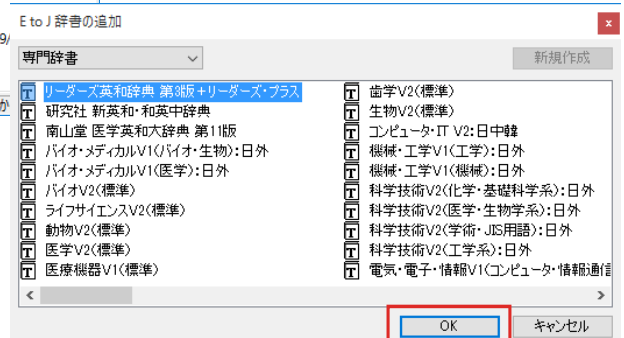 E to J 辞書の追加
x
9/
専門辞書
新規作成
か
リーダーズ英和辞典 第3版+リーダーズ・プラス
研究社 新英和・和英中辞典
南山堂 医学英和大辞典 第11版
バイオ・メディカルV1(バイオ・生物):日外
バイオ・メディカルV1(医学):日外
バイオV2(標準)
ライフサイエンスV2(標準)
動物V2(標準)
医学V2(標準)
医療機器V1(標準)
歯学V2(標準)
生物V2(標準)
コンピュータ・IT V2:日中韓
機械・工学V1(工学):日外
機械・工学V1(機械):日外
科学技術V2(化学・基礎科学系):日外
科学技術V2(医学・生物学系):日外
科学技術V2(学術・JIS用語):日外
科学技術V2(工学系):日外
電気・電子・情報V1(コンピュータ・情報通信
OK
キャンセル